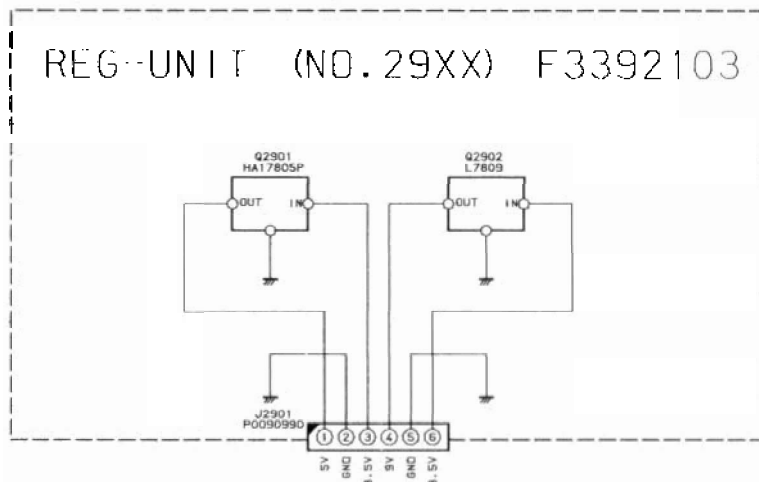 REG-UNIT (NO.29XX) F3392103
Q2901
HA17805P
Q2902
L7809
OUT
IN
OUT
IN
J2901
P0090990
1 2 3 4 5 6
5V
GND
9V
GND